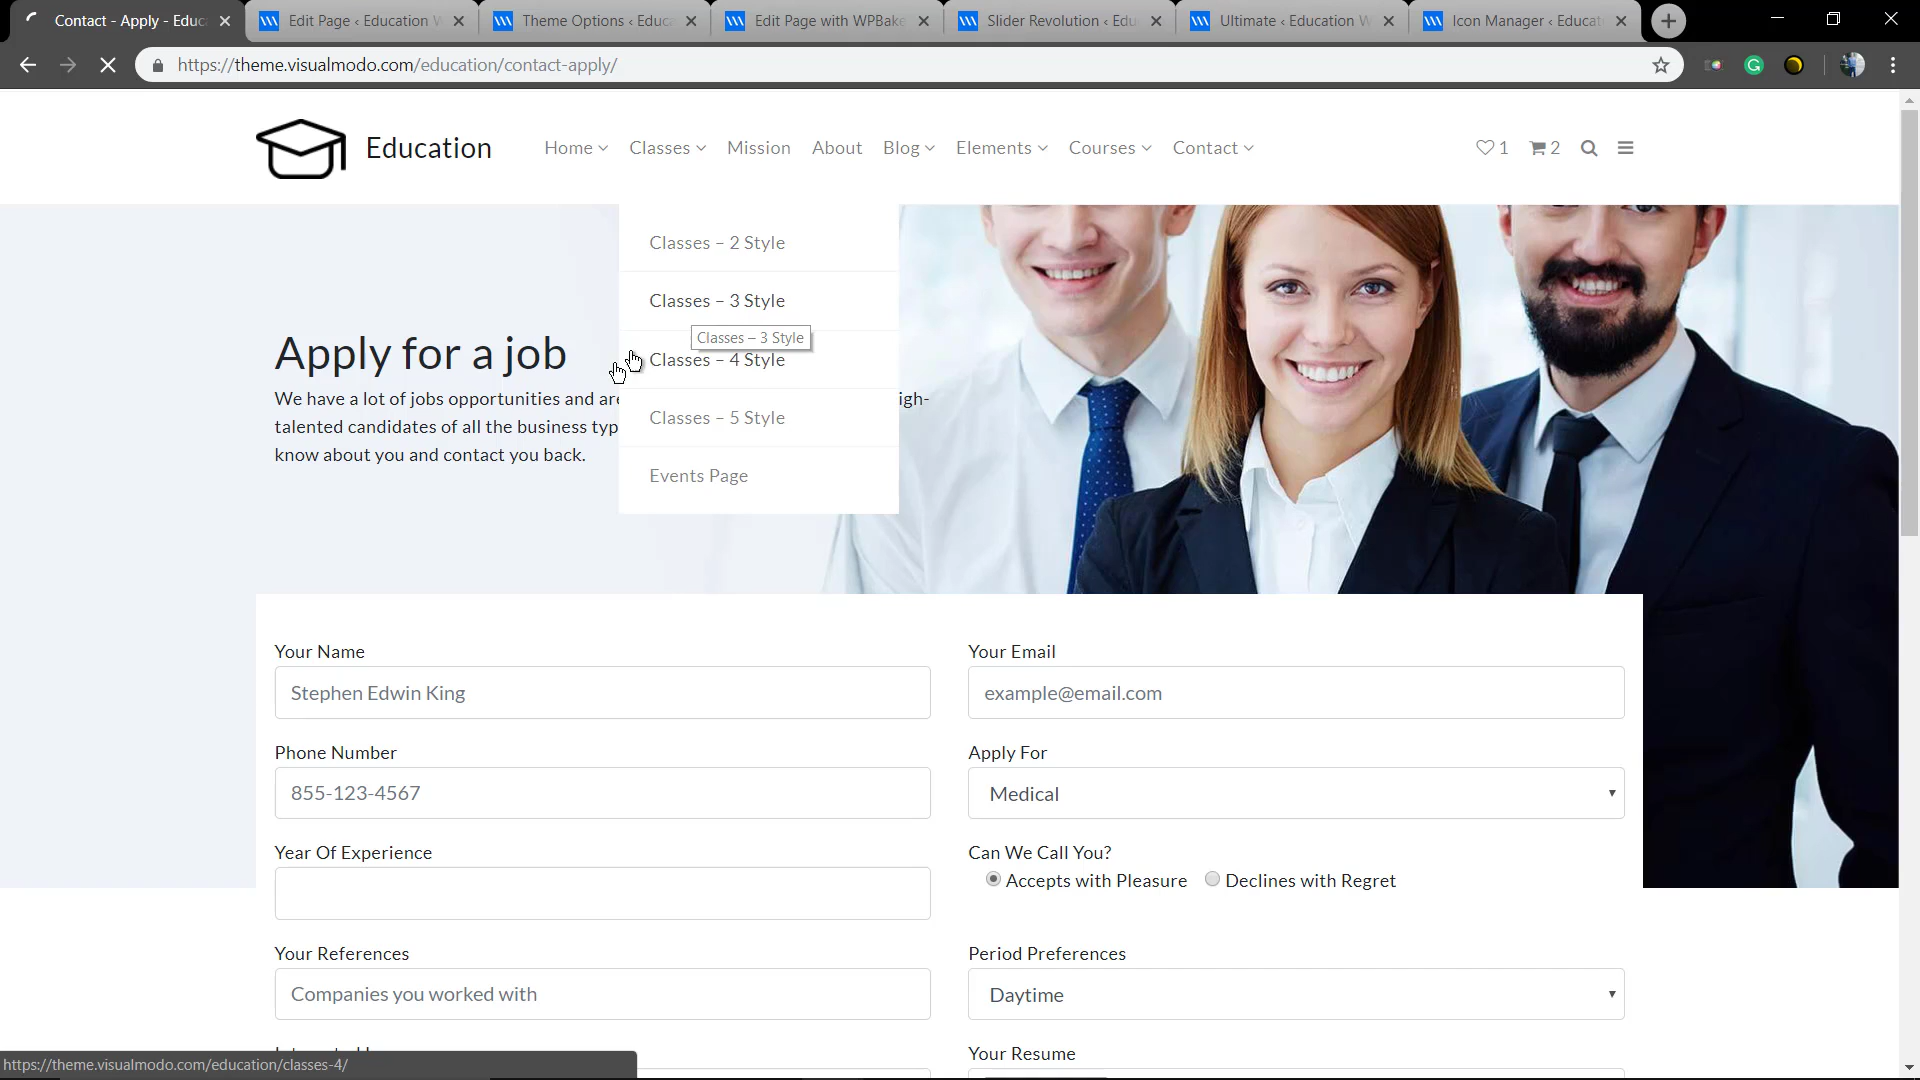 Contact - Apply - Educ
Edit Page ‹ Education W
Theme Options ‹ Educa
Edit Page with WPBake
Slider Revolution ‹ Edu
Ultimate ‹ Education W
Icon Manager ‹ Educat
https://theme.visualmodo.com/education/contact-apply/
Education
Home
Classes
Mission
About
Blog
Elements
Courses
Contact
1
2
Classes – 2 Style
Classes – 3 Style
Classes – 3 Style
Classes – 4 Style
Classes – 5 Style
Events Page
Apply for a job
We have a lot of jobs opportunities and are igh-
talented candidates of all the business typ
know about you and contact you back.
Your Name
Your Email
Stephen Edwin King
example@email.com
Phone Number
Apply For
855-123-4567
Medical
Year Of Experience
Can We Call You?
Accepts with Pleasure
Declines with Regret
Your References
Period Preferences
Companies you worked with
Daytime
Your Resume
https://theme.visualmodo.com/education/classes-4/